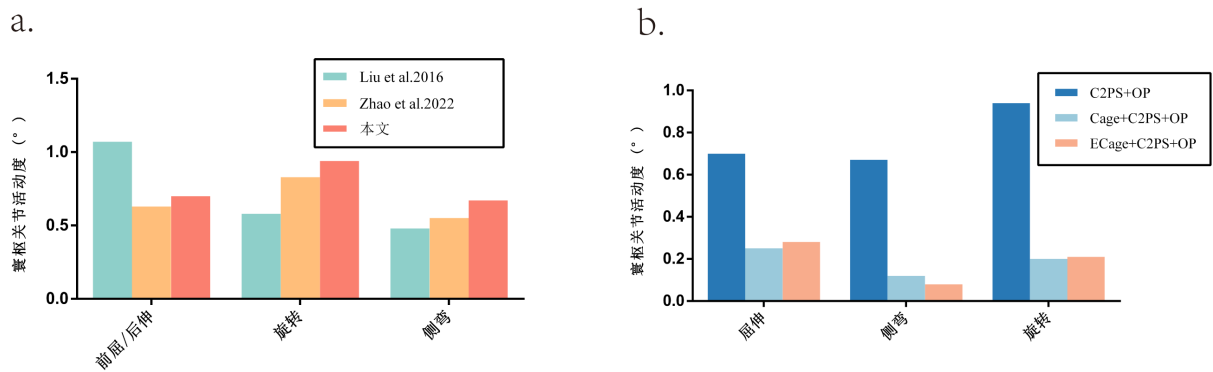 a.
寰枢关节活动度（°）
1.5
1.0
0.5
0.0
Liu et al.2016
Zhao et al.2022
本文
前屈/后伸
旋转
侧弯
b.
寰枢关节活动度（°）
1.0
0.8
0.6
0.4
0.2
0.0
C2PS+OP
Cage+C2PS+OP
ECage+C2PS+OP
屈伸
侧弯
旋转